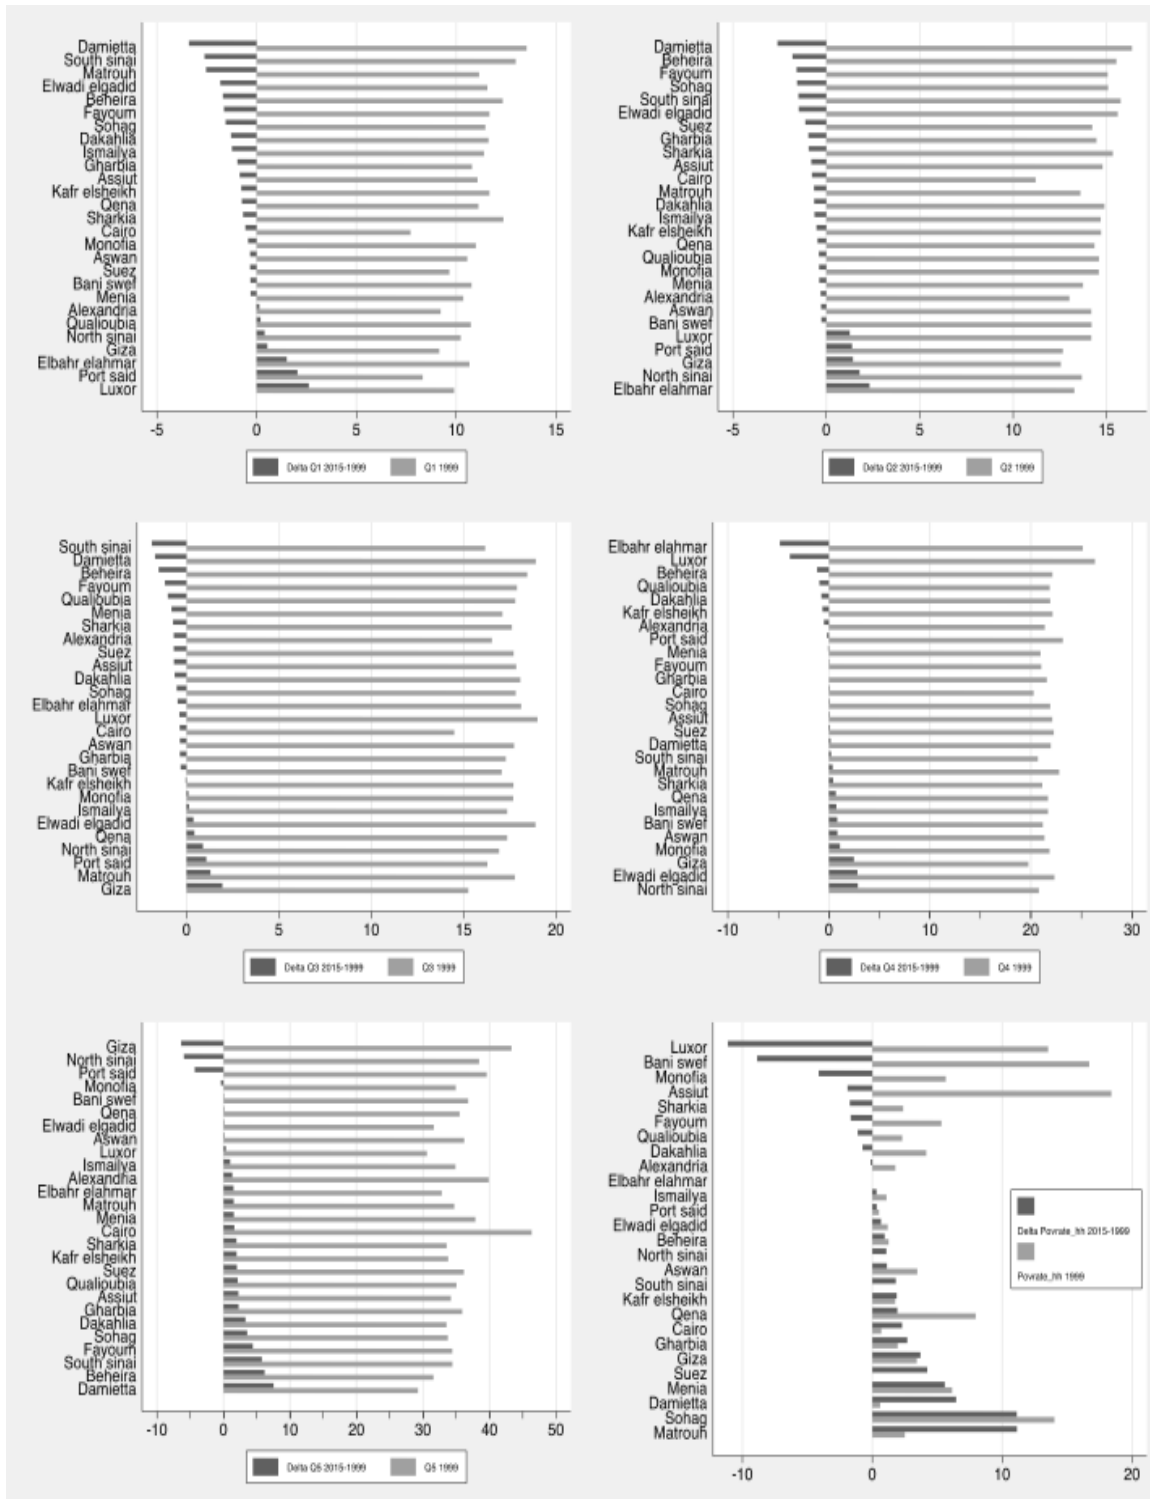 Damietta
South sinai
Matrouh
Elwadi elgadid
Beheira
Fayoum
Sohag
Dakahlia
Ismailya
Gharbia
Assiut
Kafr elsheikh
Qena
Sharkia
Cairo
Monofia
Aswan
Suez
Bani swef
Menia
Alexandria
Qualioubia
North sinai
Giza
Elbahr elahmar
Port said
Luxor
-5 0 5 10 15
Delta Q1 2015-1999 Q1 1999
Damietta
Beheira
Fayoum
Sohag
South sinai
Elwadi elgadid
Suez
Gharbia
Sharkia
Assiut
Cairo
Matrouh
Dakahlia
Ismailya
Kafr elsheikh
Qena
Qualioubia
Monofia
Menia
Alexandria
Aswan
Bani swef
Luxor
Port said
Giza
North sinai
Elbahr elahmar
-5 0 5 10 15
Delta Q2 2015-1999 Q2 1999
South sinai
Damietta
Beheira
Fayoum
Qualioubia
Menia
Sharkia
Alexandria
Suez
Assiut
Dakahlia
Sohag
Elbahr elahmar
Luxor
Cairo
Aswan
Gharbia
Bani swef
Kafr elsheikh
Monofia
Ismailya
Elwadi elgadid
Qena
North sinai
Port said
Matrouh
Giza
0 5 10 15 20
Delta Q3 2015-1999 Q3 1999
Elbahr elahmar
Luxor
Beheira
Qualioubia
Dakahlia
Kafr elsheikh
Alexandria
Port said
Menia
Fayoum
Gharbia
Cairo
Sohag
Assiut
Suez
Damietta
South sinai
Matrouh
Sharkia
Qena
Ismailya
Bani swef
Aswan
Monofia
Giza
Elwadi elgadid
North sinai
-10 0 10 20 30
Delta Q4 2015-1999 Q4 1999
Giza
North sinai
Port said
Monofia
Bani swef
Qena
Elwadi elgadid
Aswan
Luxor
Ismailya
Alexandria
Elbahr elahmar
Matrouh
Menia
Cairo
Sharkia
Kafr elsheikh
Suez
Qualioubia
Assiut
Gharbia
Dakahlia
Sohag
Fayoum
South sinai
Beheira
Damietta
-10 0 10 20 30 40 50
Delta Q5 2015-1999 Q5 1999
Luxor
Bani swef
Monofia
Assiut
Sharkia
Fayoum
Qualioubia
Dakahlia
Alexandria
Elbahr elahmar
Ismailya
Port said
Elwadi elgadid
Beheira
North sinai
Aswan
South sinai
Kafr elsheikh
Qena
Cairo
Gharbia
Giza
Suez
Menia
Damietta
Sohag
Matrouh
-10 0 10 20
Delta Povrate_hh 2015-1999
Povrate_hh 1999